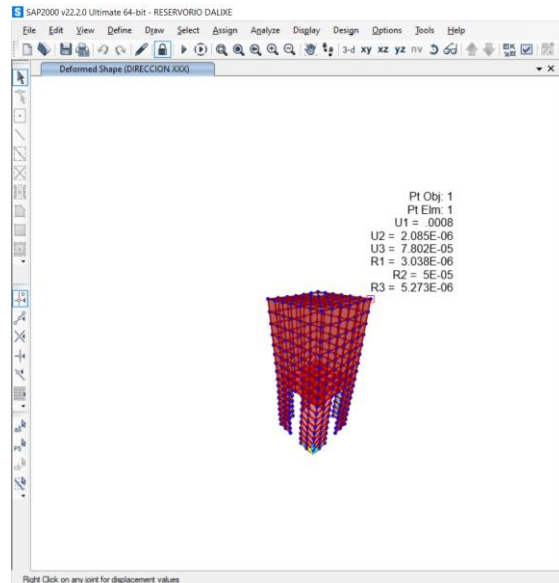 SAP2000 v22.2.0 Ultimate 64-bit - RESERVORIO DALIXE
File Edit View Define Draw Select Assign Analyze Display Design Options Tools Help
3-d xy xz yz nv
Deformed Shape (DIRECCION XXX)
Pt Obj: 1
Pt Elm: 1
U1 = .0008
U2 = 2.085E-06
U3 = 7.802E-05
R1 = 3.038E-06
R2 = 5E-05
R3 = 5.273E-06
all
PS
clr
Right Click on any joint for displacement values